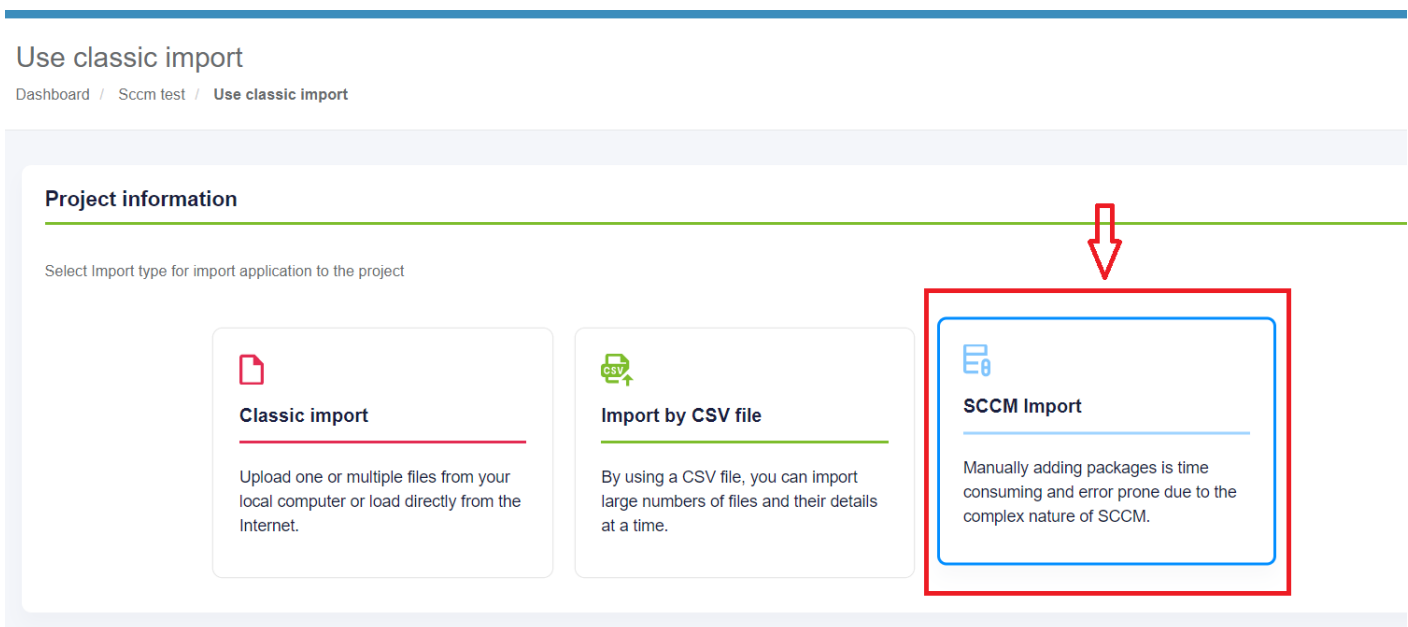 Use classic import
Dashboard / Sccm test / Use classic import
Project information
Select Import type for import application to the project
Classic import
Upload one or multiple files from your
local computer or load directly from the
Internet.
CSV
Import by CSV file
By using a CSV file, you can import
large numbers of files and their details
at a time.
SCCM Import
Manually adding packages is time
consuming and error prone due to the
complex nature of SCCM.